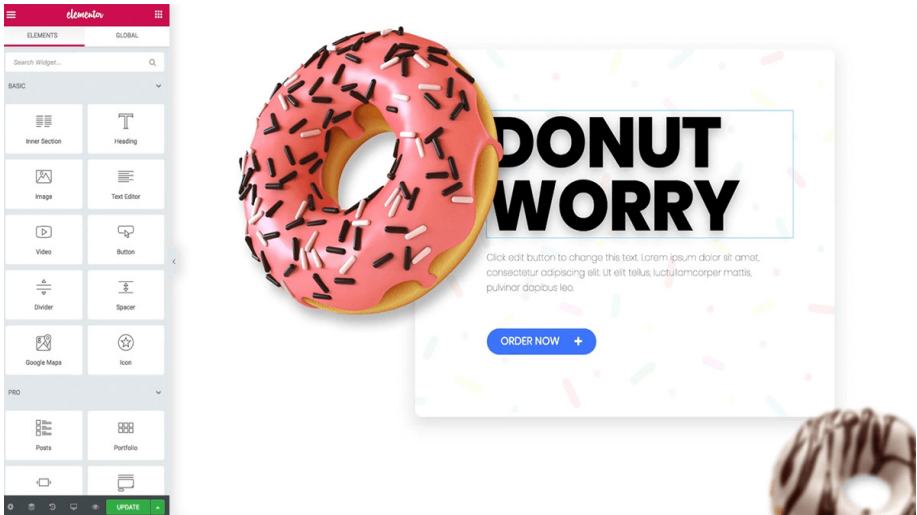 elementor
ELEMENTS
GLOBAL
Search Widget...
BASIC
Inner Section
Heading
Image
Text Editor
Video
Button
Divider
Spacer
Google Maps
Icon
PRO
Posts
Portfolio
UPDATE
DONUT
WORRY
Click edit button to change this text. Lorem ipsum dolor sit amet,
consectetur adipiscing elit. Ut elit tellus, luctullamcorper mattis,
pulvinar dapibus leo.
ORDER NOW +